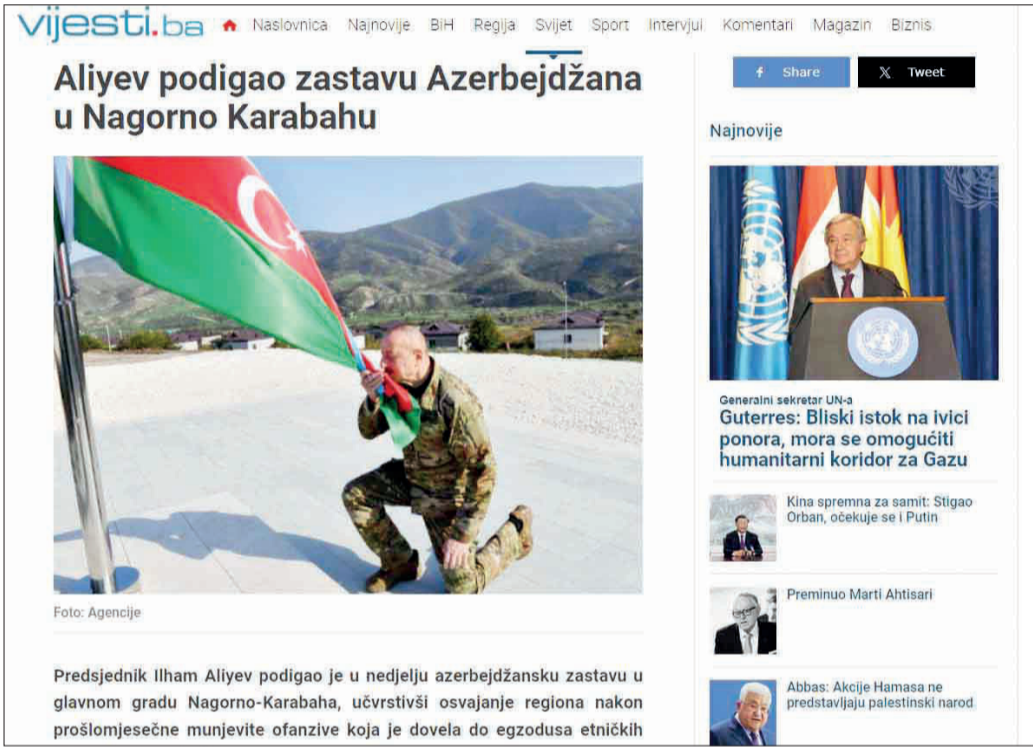 vijesti.ba Naslovnica Najnovije BiH Regija Svijet Sport Intervjui Komentari Magazin Biznis
Aliyev podigao zastavu Azerbejdžana
u Nagorno Karabahu
Foto: Agencije
Predsjednik Ilham Aliyev podigao je u nedjelju azerbejdžansku zastavu u
glavnom gradu Nagorno-Karabaha, učvrstivši osvajanje regiona nakon
prošlomjesečne munjevite ofanzive koja je dovela do egzodusa etničkih
f Share X Tweet
Najnovije
Generalni sekretar UN-a
Guterres: Bliski istok na ivici
ponora, mora se omogućiti
humanitarni koridor za Gazu
Kina spremna za samit: Stigao
Orban, očekuje se i Putin
Preminuo Marti Ahtisari
Abbas: Akcije Hamasa ne
predstavljaju palestinski narod